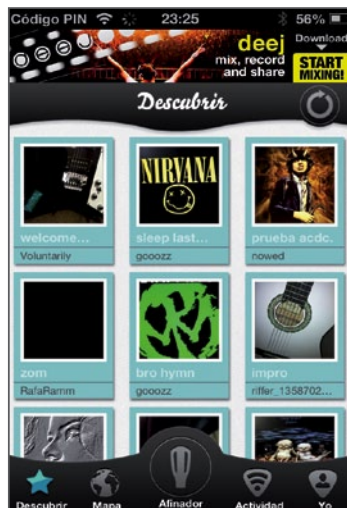 Código PIN 23:25 56%
deej
mix, record
and share
Download
START
MIXING!
Descubrir
NIRVANA
welcome...
Voluntarily
sleep last...
gooozz
prueba acdc.
nowed
zom
RafaRamm
bro hymn
gooozz
impro
riffer_1358702...
Descubrir Mapa Afinador Actividad Yo